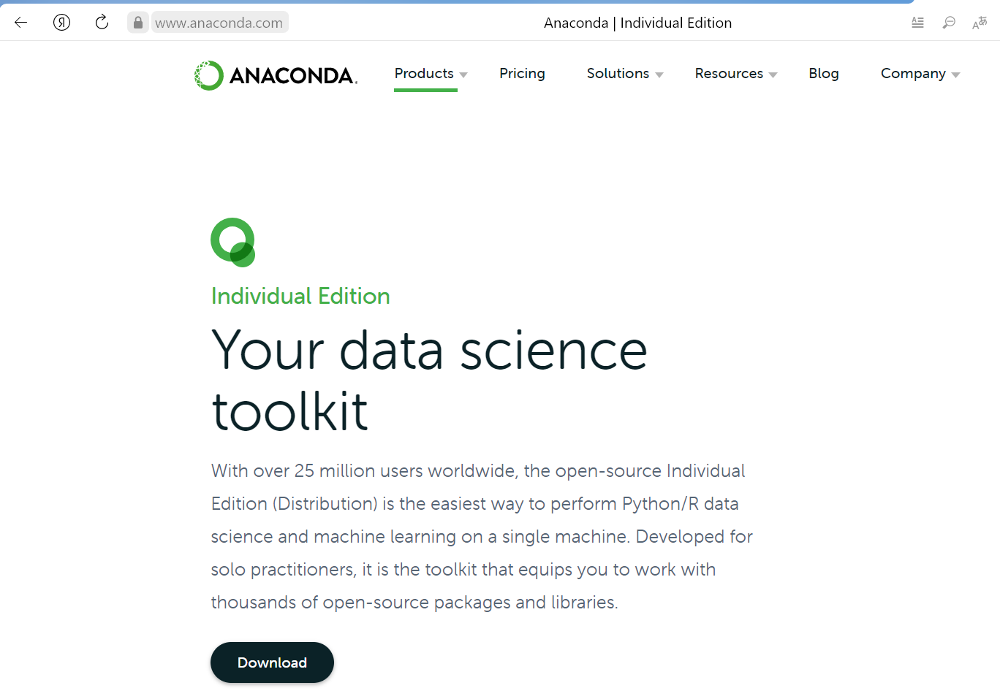 www.anaconda.com
Anaconda | Individual Edition
ANACONDA.
Products
Pricing
Solutions
Resources
Blog
Company
Individual Edition
Your data science
toolkit
With over 25 million users worldwide, the open-source Individual
Edition (Distribution) is the easiest way to perform Python/R data
science and machine learning on a single machine. Developed for
solo practitioners, it is the toolkit that equips you to work with
thousands of open-source packages and libraries.
Download